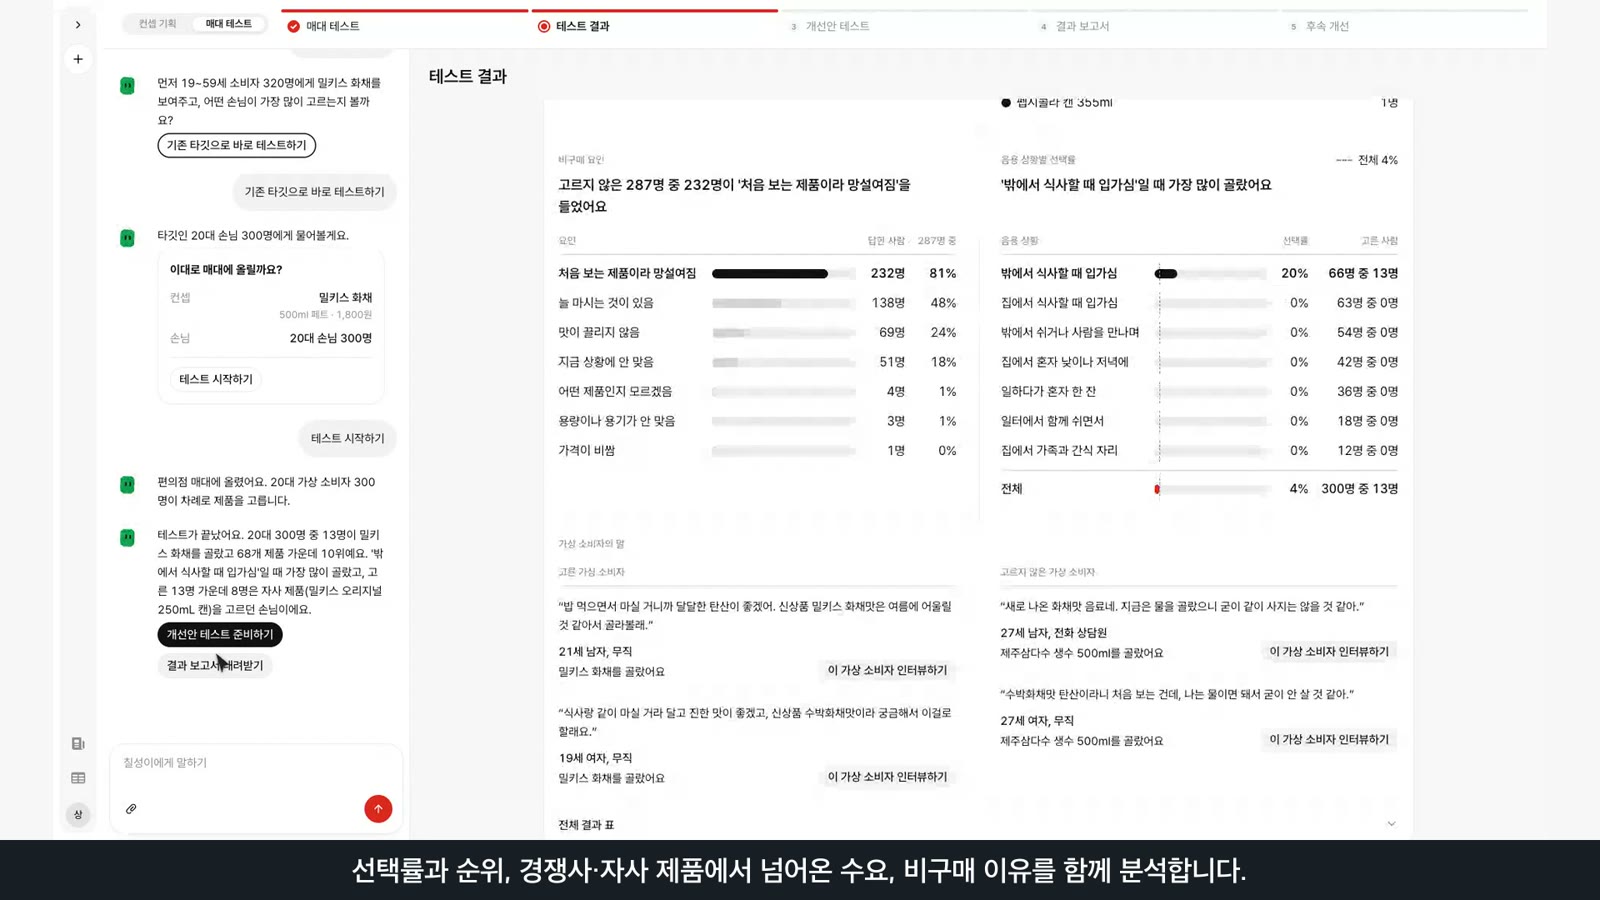 컨셉 기획
매대 테스트
매대 테스트
테스트 결과
3 개선안 테스트
4 결과 보고서
5 후속 개선
먼저 19~59세 소비자 320명에게 밀키스 화채를
보여주고, 어떤 손님이 가장 많이 고르는지 볼까
요?
기존 타깃으로 바로 테스트하기
기존 타깃으로 바로 테스트하기
타깃인 20대 손님 300명에게 물어볼게요.
이대로 매대에 올릴까요?
컨셉 밀키스 화채
500ml 페트 · 1,800원
손님 20대 손님 300명
테스트 시작하기
테스트 시작하기
편의점 매대에 올렸어요. 20대 가상 소비자 300
명이 차례로 제품을 고릅니다.
테스트가 끝났어요. 20대 300명 중 13명이 밀키
스 화채를 골랐고 68개 제품 가운데 10위예요. '밖
에서 식사할 때 입가심'일 때 가장 많이 골랐고, 고
른 13명 가운데 8명은 자사 제품(밀키스 오리지널
250mL 캔)을 고르던 손님이에요.
개선안 테스트 준비하기
결과 보고서 내려받기
칠성이에게 말하기
상
테스트 결과
펩시콜라 캔 355ml 1명
비구매 요인
고르지 않은 287명 중 232명이 '처음 보는 제품이라 망설여짐'을
들었어요
요인 답한 사람 287명 중
처음 보는 제품이라 망설여짐 232명 81%
늘 마시는 것이 있음 138명 48%
맛이 끌리지 않음 69명 24%
지금 상황에 안 맞음 51명 18%
어떤 제품인지 모르겠음 4명 1%
용량이나 용기가 안 맞음 3명 1%
가격이 비쌈 1명 0%
음용 상황별 선택률 전체 4%
'밖에서 식사할 때 입가심'일 때 가장 많이 골랐어요
음용 상황 선택률 고른 사람
밖에서 식사할 때 입가심 20% 66명 중 13명
집에서 식사할 때 입가심 0% 63명 중 0명
밖에서 쉬거나 사람을 만나며 0% 54명 중 0명
집에서 혼자 낮이나 저녁에 0% 42명 중 0명
일하다가 혼자 한 잔 0% 36명 중 0명
일터에서 함께 쉬면서 0% 18명 중 0명
집에서 가족과 간식 자리 0% 12명 중 0명
전체 4% 300명 중 13명
가상 소비자의 말
고른 가상 소비자
“밥 먹으면서 마실 거니까 달달한 탄산이 좋겠어. 신상품 밀키스 화채맛은 여름에 어울릴
것 같아서 골라볼래.”
21세 남자, 무직
밀키스 화채를 골랐어요
이 가상 소비자 인터뷰하기
“식사랑 같이 마실 거라 달고 진한 맛이 좋겠고, 신상품 수박화채맛이라 궁금해서 이걸로
할래요.”
19세 여자, 무직
밀키스 화채를 골랐어요
이 가상 소비자 인터뷰하기
고르지 않은 가상 소비자
“새로 나온 화채맛 음료네. 지금은 물을 골랐으니 굳이 같이 사지는 않을 것 같아.”
27세 남자, 전화 상담원
제주삼다수 생수 500ml를 골랐어요
이 가상 소비자 인터뷰하기
“수박화채맛 탄산이라니 처음 보는 건데, 나는 물이면 돼서 굳이 안 살 것 같아.”
27세 여자, 무직
제주삼다수 생수 500ml를 골랐어요
이 가상 소비자 인터뷰하기
전체 결과 표
선택률과 순위, 경쟁사·자사 제품에서 넘어온 수요, 비구매 이유를 함께 분석합니다.